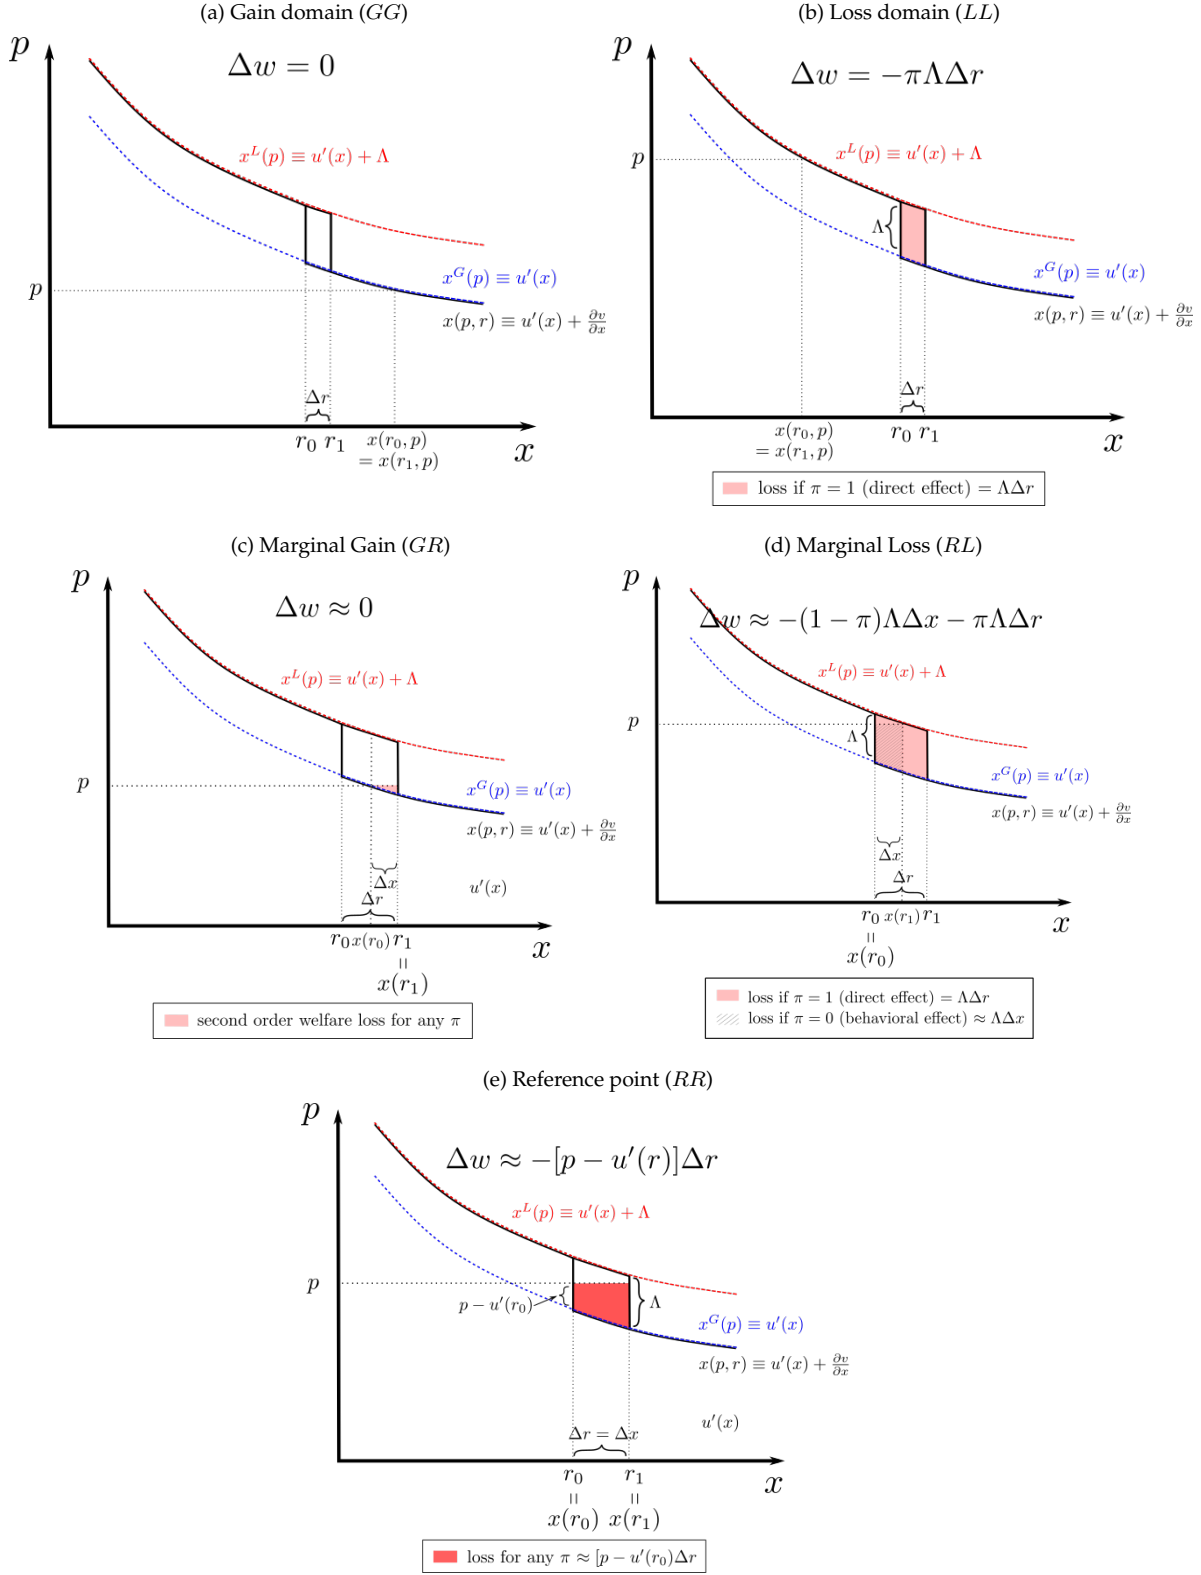 (a) Gain domain (GG)
p
Δw = 0
x^L(p) ≡ u′(x) + Λ
x^G(p) ≡ u′(x)
p
x(p, r) ≡ u′(x) + ∂v/∂x
Δr
r₀ r₁
x(r₀, p)
= x(r₁, p)
x
(b) Loss domain (LL)
p
Δw = −πΛΔr
p
x^L(p) ≡ u′(x) + Λ
Λ
x^G(p) ≡ u′(x)
x(p, r) ≡ u′(x) + ∂v/∂x
Δr
r₀ r₁
x(r₀, p)
= x(r₁, p)
x
loss if π = 1 (direct effect) = ΛΔr
(c) Marginal Gain (GR)
p
Δw ≈ 0
x^L(p) ≡ u′(x) + Λ
p
x^G(p) ≡ u′(x)
x(p, r) ≡ u′(x) + ∂v/∂x
Δx
u′(x)
Δr
r₀ x(r₀) r₁
x
=
x(r₁)
second order welfare loss for any π
(d) Marginal Loss (RL)
p
Δw ≈ −(1 − π)ΛΔx − πΛΔr
x^L(p) ≡ u′(x) + Λ
p
Λ
x^G(p) ≡ u′(x)
x(p, r) ≡ u′(x) + ∂v/∂x
Δx
Δr
r₀ x(r₁) r₁
x
=
x(r₀)
loss if π = 1 (direct effect) = ΛΔr
loss if π = 0 (behavioral effect) ≈ ΛΔx
(e) Reference point (RR)
p
Δw ≈ −[p − u′(r)]Δr
x^L(p) ≡ u′(x) + Λ
p
p − u′(r₀)
Λ
x^G(p) ≡ u′(x)
x(p, r) ≡ u′(x) + ∂v/∂x
u′(x)
Δr = Δx
r₀ r₁
x
= =
x(r₀) x(r₁)
loss for any π ≈ [p − u′(r₀)Δr